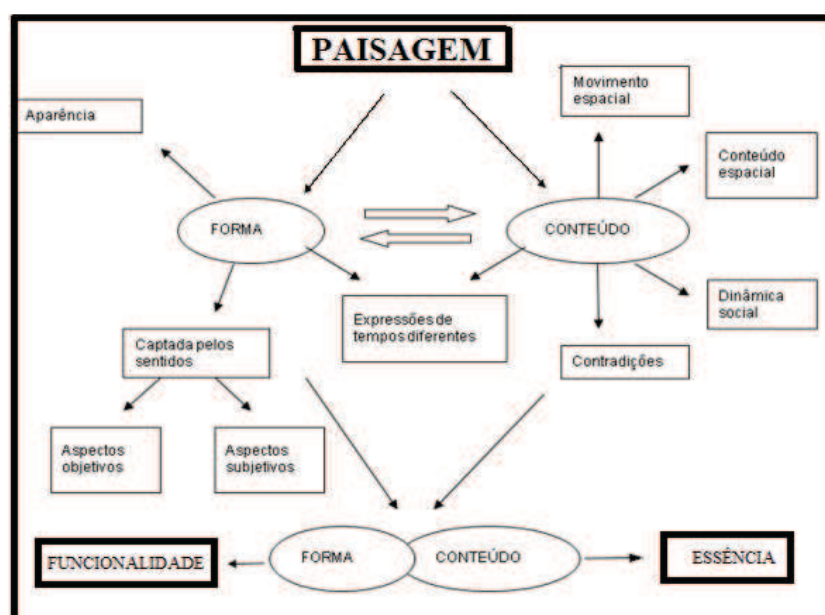 PAISAGEM
Movimento
espacial
Aparência
Conteúdo
espacial
FORMA
CONTEÚDO
Dinâmica
social
Expressões de
tempos diferentes
Captada pelos
sentidos
Contradições
Aspectos
objetivos
Aspectos
subjetivos
FUNCIONALIDADE
FORMA
CONTEÚDO
ESSÊNCIA